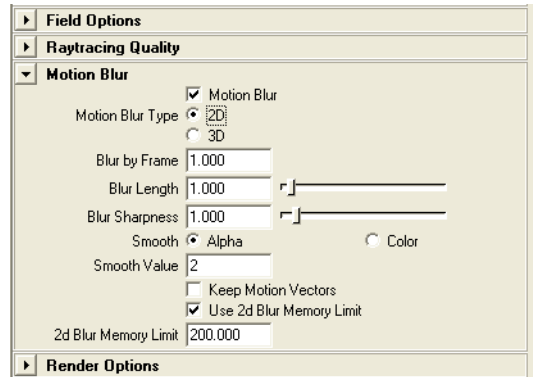 Field Options
Raytracing Quality
Motion Blur
Motion Blur
Motion Blur Type 2D
3D
Blur by Frame 1.000
Blur Length 1.000
Blur Sharpness 1.000
Smooth Alpha Color
Smooth Value 2
Keep Motion Vectors
Use 2d Blur Memory Limit
2d Blur Memory Limit 200.000
Render Options